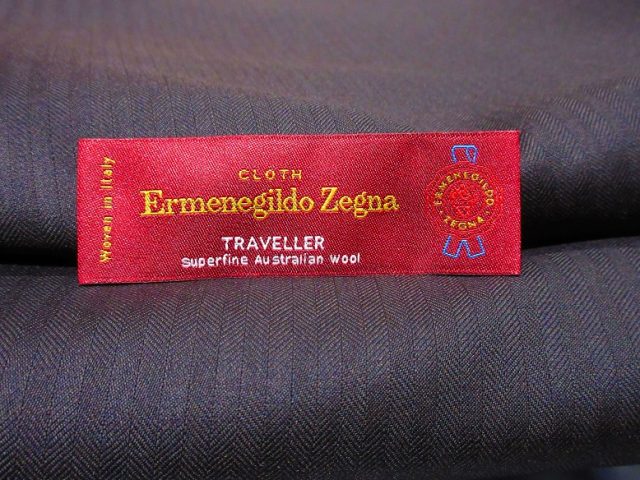 Woven in Italy
CLOTH
Ermenegildo Zegna
TRAVELLER
Superfine Australian Wool
ERMENEGILDO
ZEGNA